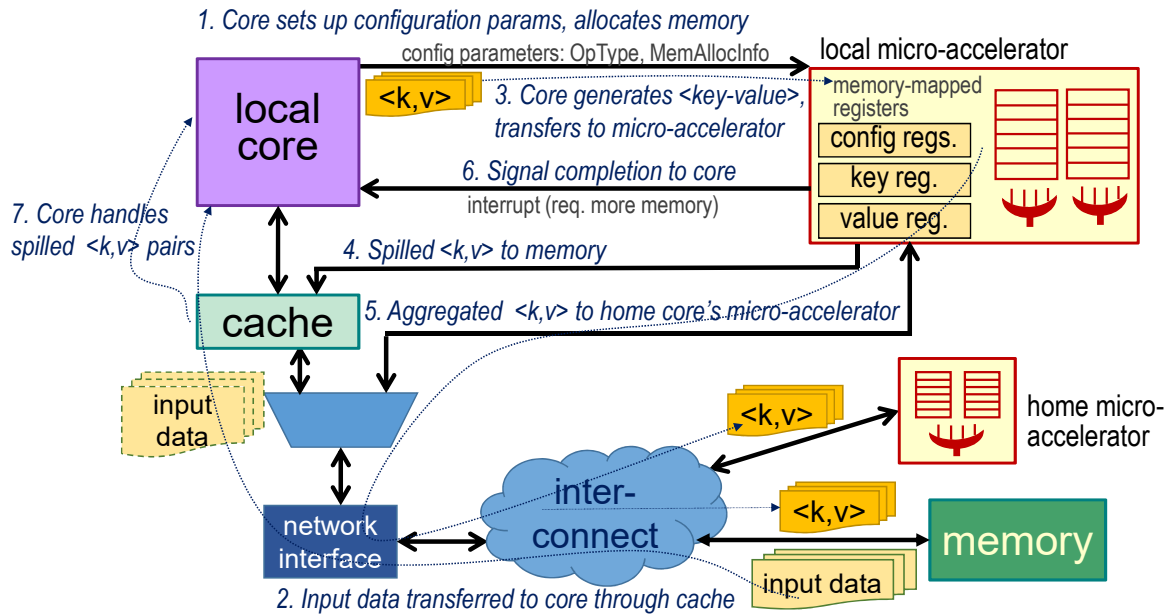 1. Core sets up configuration params, allocates memory
config parameters: OpType, MemAllocInfo
local micro-accelerator
local
core
<k,v>
3. Core generates <key-value>,
transfers to micro-accelerator
memory-mapped
registers
config regs.
key reg.
value reg.
6. Signal completion to core
interrupt (req. more memory)
7. Core handles
spilled <k,v> pairs
4. Spilled <k,v> to memory
cache
5. Aggregated <k,v> to home core's micro-accelerator
input
data
<k,v>
home micro-
accelerator
inter-
connect
<k,v>
network
interface
memory
input data
2. Input data transferred to core through cache